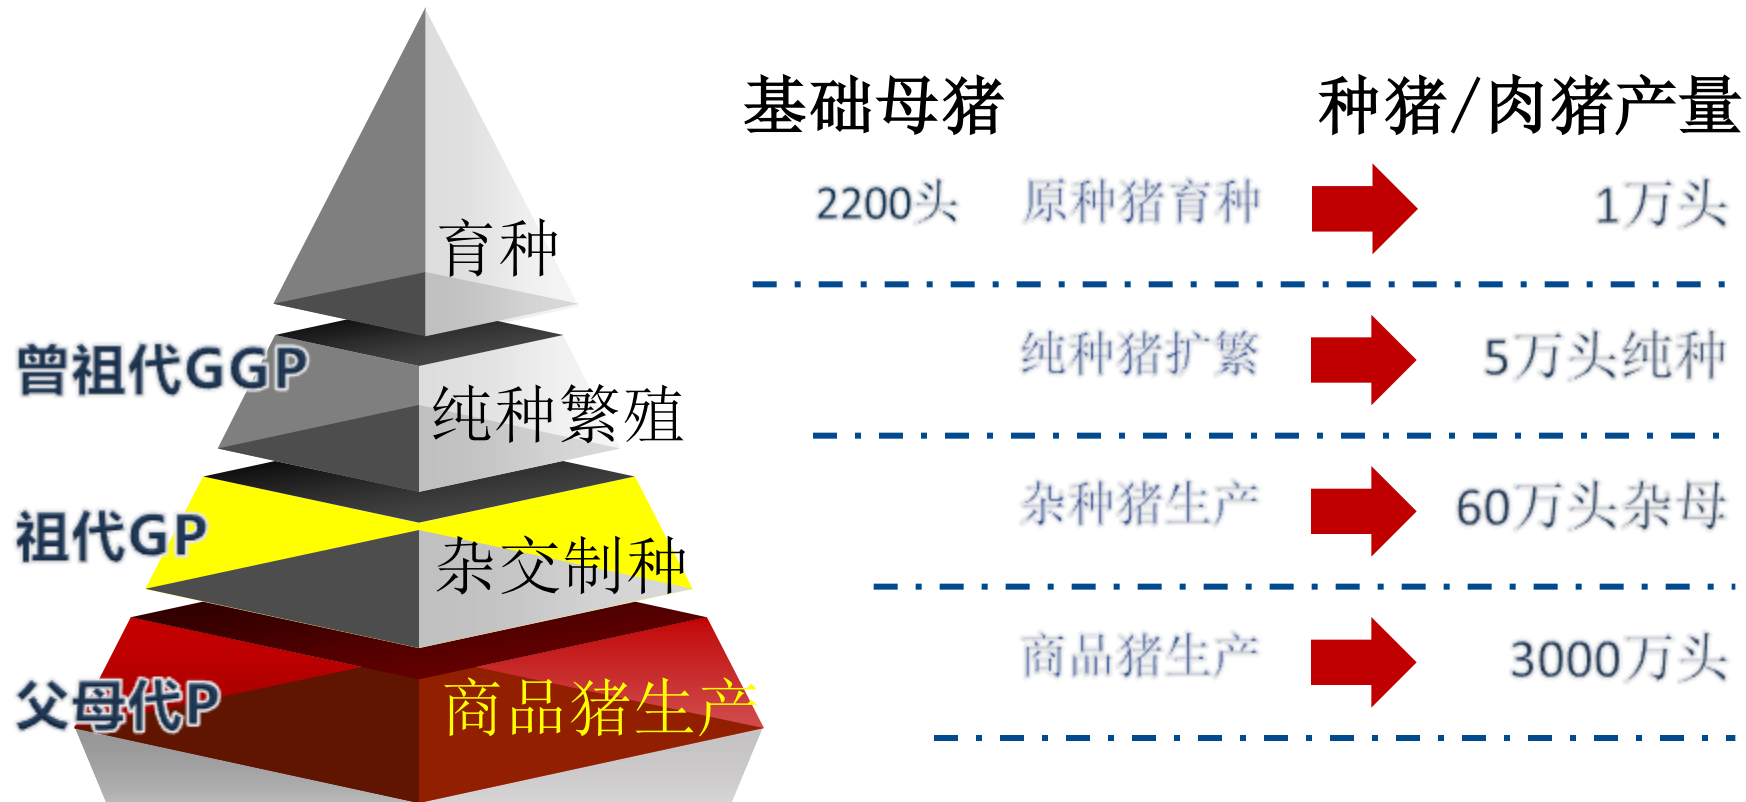 基础母猪 种猪/肉猪产量
育种 2200头 原种猪育种 1万头
曾祖代GGP 纯种繁殖 纯种猪扩繁 5万头纯种
祖代GP 杂交制种 杂种猪生产 60万头杂母
父母代P 商品猪生产 商品猪生产 3000万头